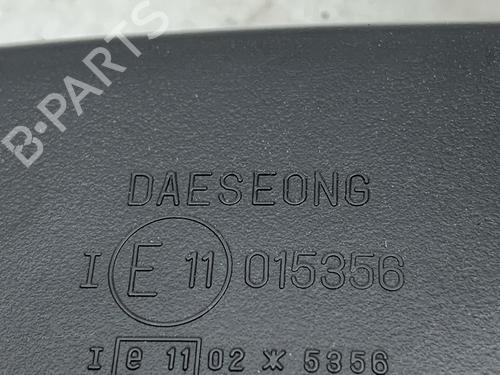 B-PARTS
DAESEONG
I E 11 015356
I e 11 02 * 5356